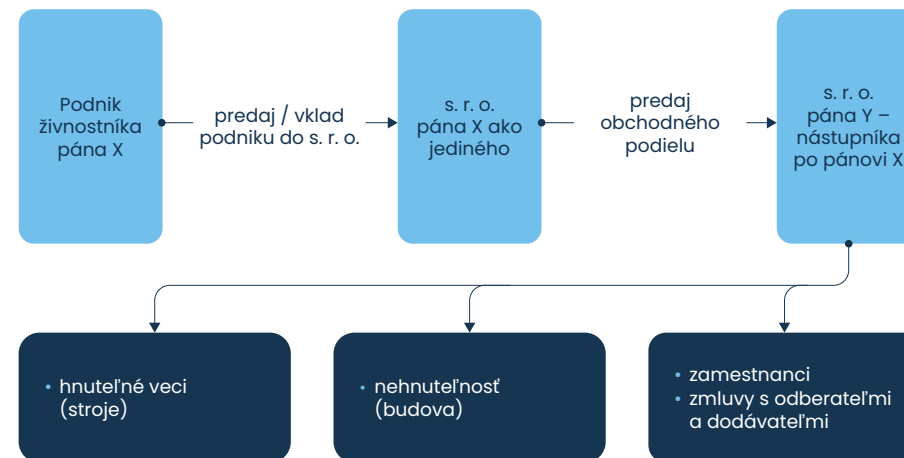 Podnik
živnostníka
pána X
predaj / vklad
podniku do s. r. o.
s. r. o.
pána X ako
jediného
predaj
obchodného
podielu
s. r. o.
pána Y –
nástupníka
po pánovi X
• hnuteľné veci
(stroje)
• nehnuteľnosť
(budova)
• zamestnanci
• zmluvy s odberateľmi
a dodávateľmi